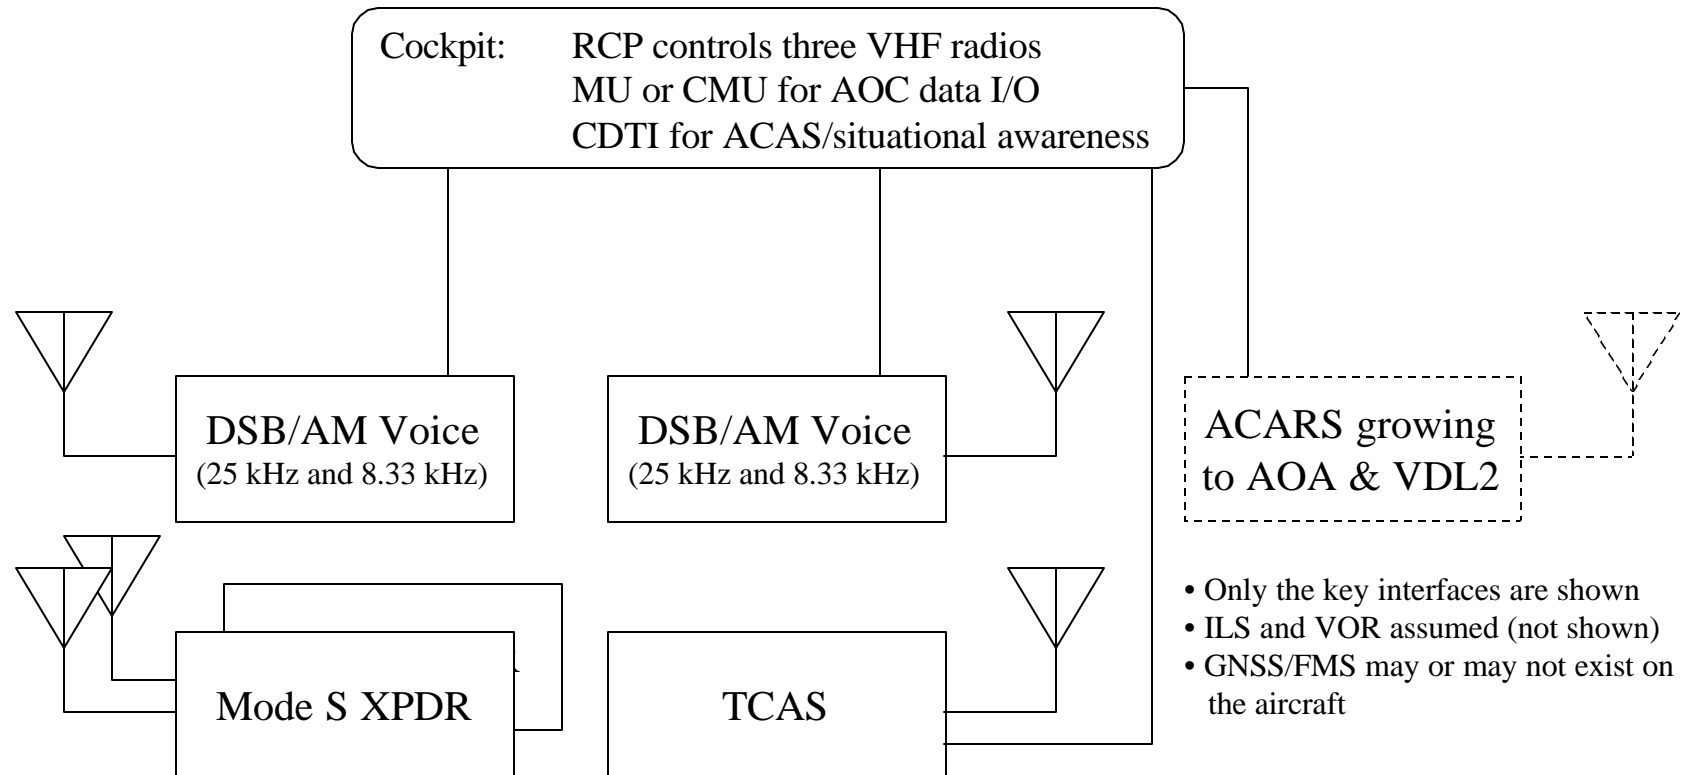 Cockpit: RCP controls three VHF radios
MU or CMU for AOC data I/O
CDTI for ACAS/situational awareness
DSB/AM Voice
(25 kHz and 8.33 kHz)
DSB/AM Voice
(25 kHz and 8.33 kHz)
ACARS growing
to AOA & VDL2
Mode S XPDR
TCAS
• Only the key interfaces are shown
• ILS and VOR assumed (not shown)
• GNSS/FMS may or may not exist on
the aircraft